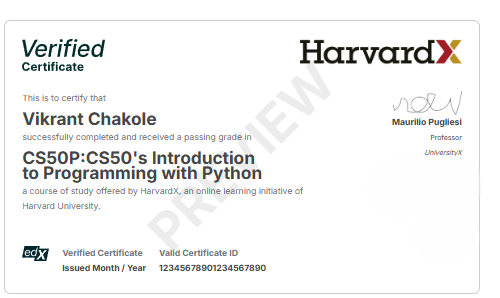 Verified
Certificate
HarvardX
This is to certify that
Vikrant Chakole
successfully completed and received a passing grade in
CS50P:CS50's Introduction
to Programming with Python
a course of study offered by HarvardX, an online learning initiative of
Harvard University.
Maurilio Pugliesi
Professor
UniversityX
PREVIEW
edX
Verified Certificate
Issued Month / Year
Valid Certificate ID
12345678901234567890